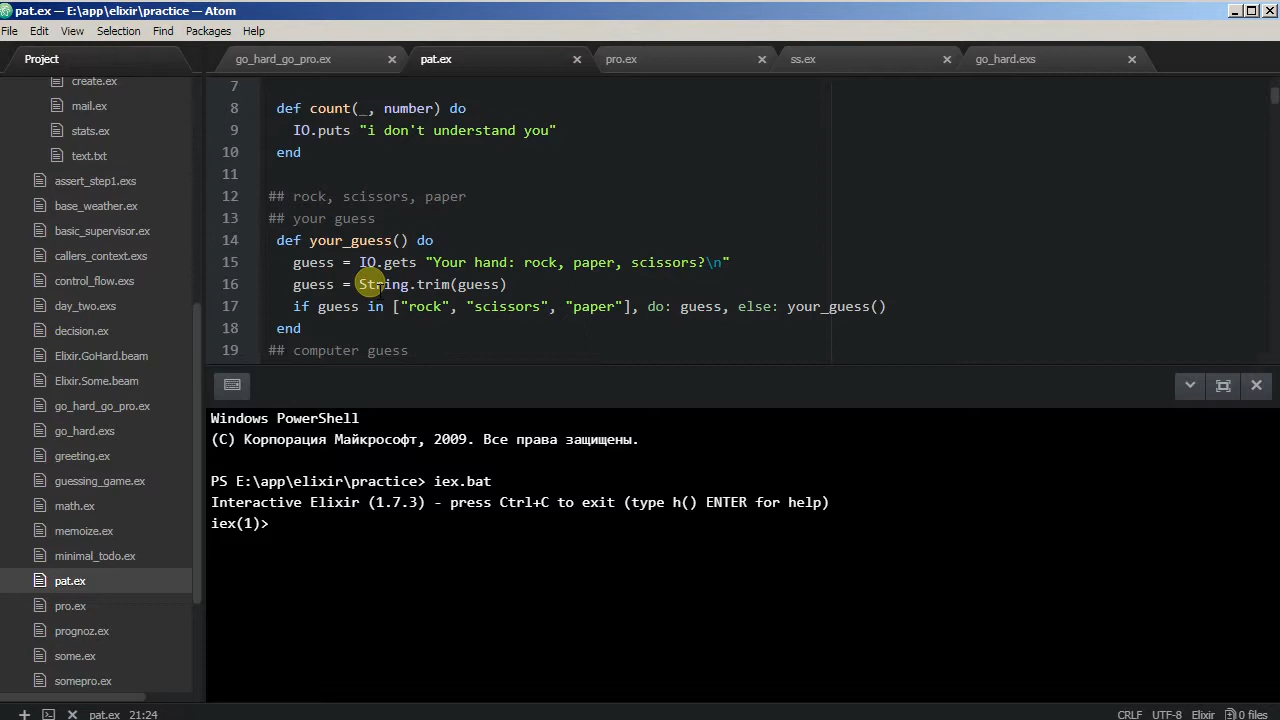 pat.ex — E:\app\elixir\practice — Atom
File Edit View Selection Find Packages Help
Project
go_hard_go_pro.ex pat.ex pro.ex ss.ex go_hard.exs
create.ex
mail.ex
stats.ex
text.txt
assert_step1.exs
base_weather.ex
basic_supervisor.ex
callers_context.ex
control_flow.exs
day_two.exs
decision.ex
Elixir.GoHard.beam
Elixir.Some.beam
go_hard_go_pro.ex
go_hard.exs
greeting.ex
guessing_game.ex
math.ex
memoize.ex
minimal_todo.ex
pat.ex
pro.ex
prognoz.ex
some.ex
somepro.ex
7
8 def count(_, number) do
9 IO.puts "i don't understand you"
10 end
11
12 ## rock, scissors, paper
13 ## your guess
14 def your_guess() do
15 guess = IO.gets "Your hand: rock, paper, scissors?\n"
16 guess = String.trim(guess)
17 if guess in ["rock", "scissors", "paper"], do: guess, else: your_guess()
18 end
19 ## computer guess
Windows PowerShell
(C) Корпорация Майкрософт, 2009. Все права защищены.
PS E:\app\elixir\practice> iex.bat
Interactive Elixir (1.7.3) - press Ctrl+C to exit (type h() ENTER for help)
iex(1)>
pat.ex 21:24 CRLF UTF-8 Elixir 0 files